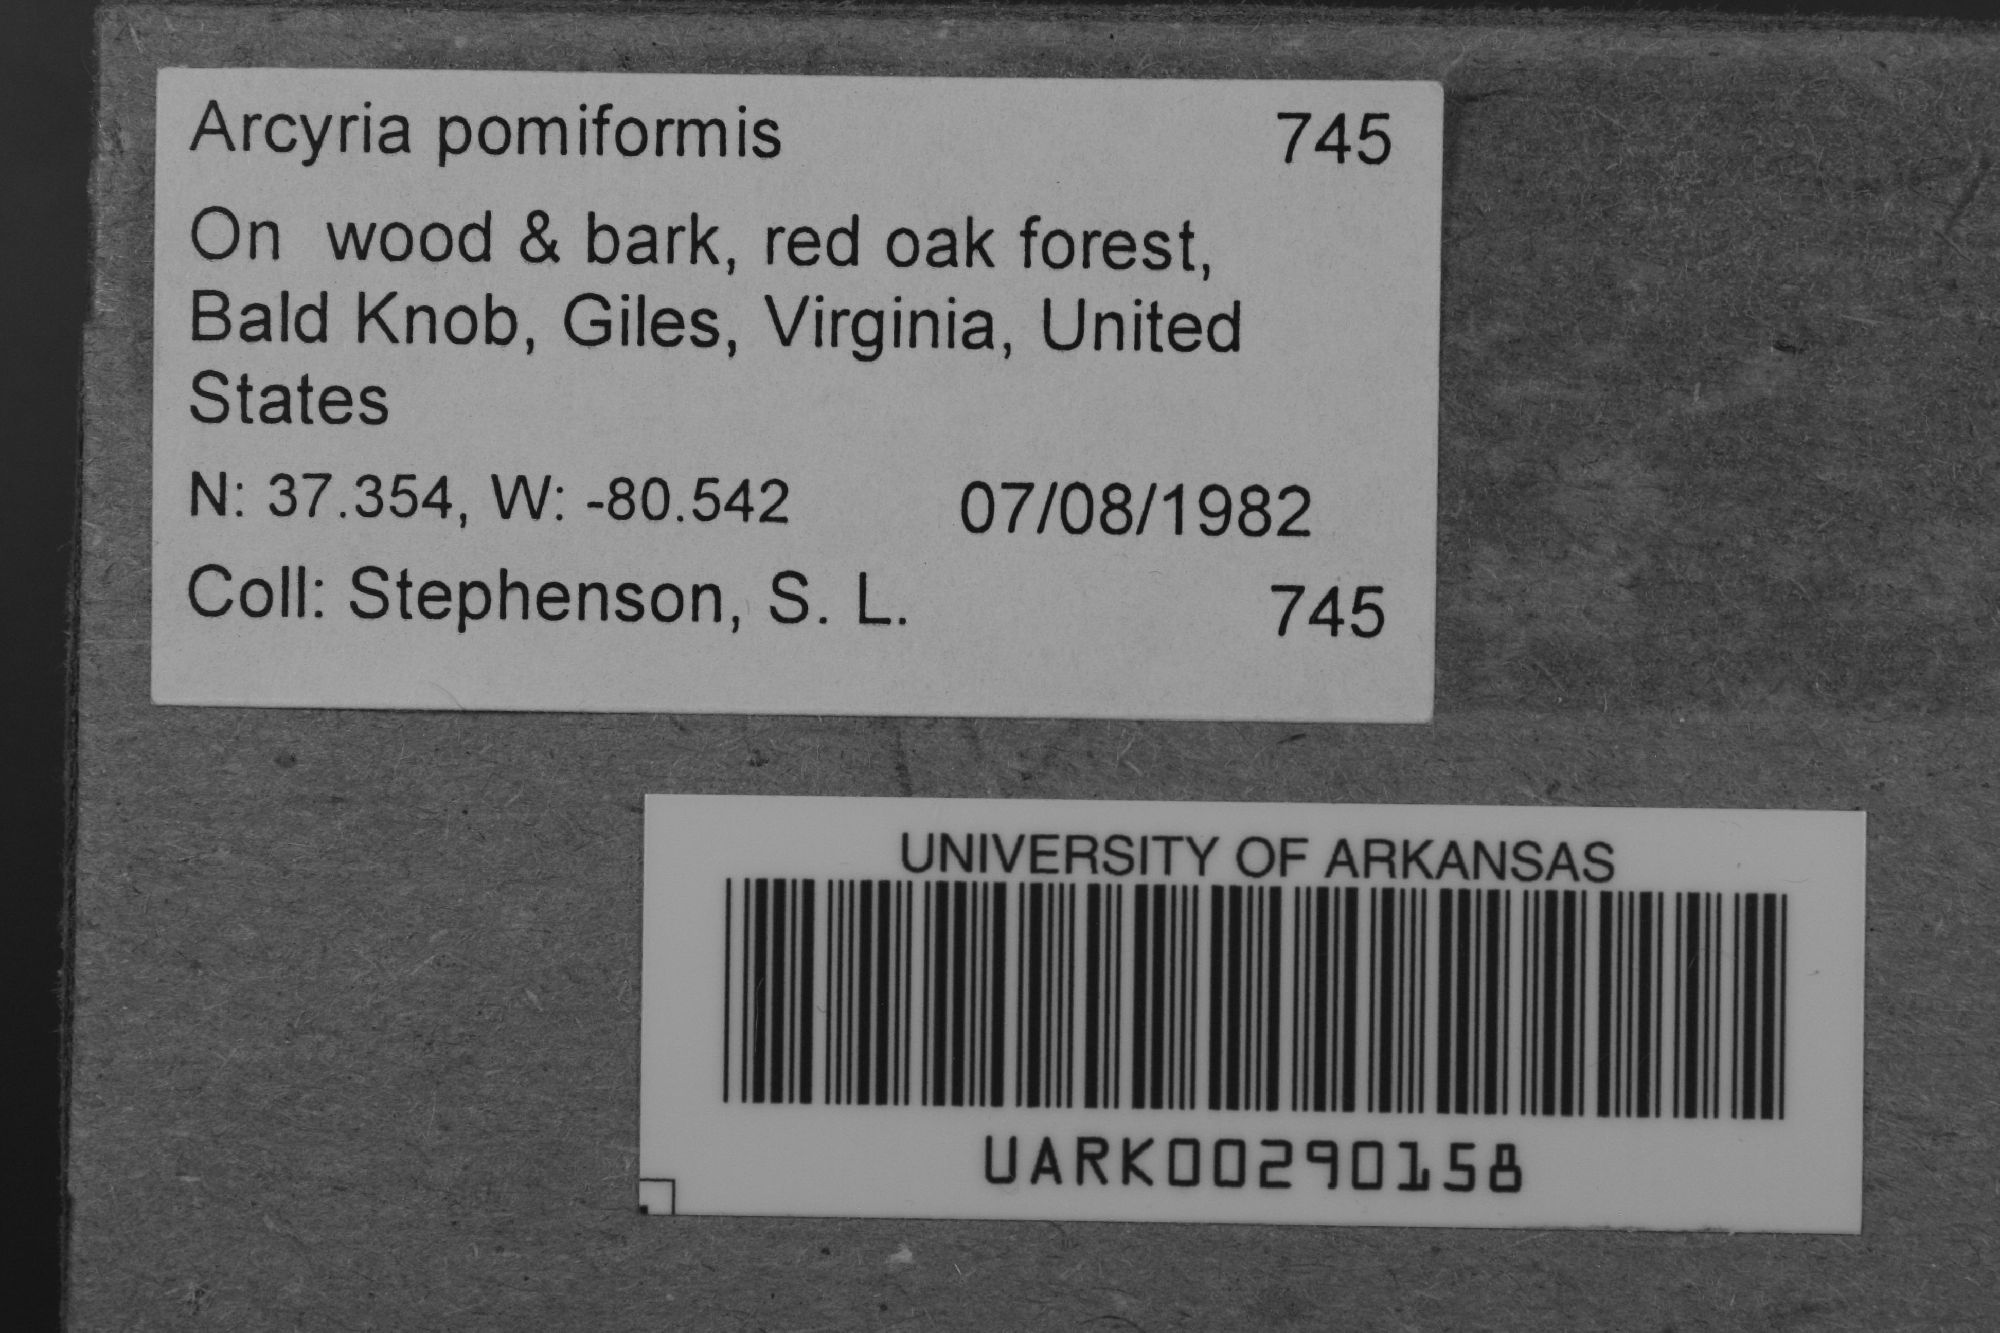 Arcyria pomiformis 745
On wood & bark, red oak forest,
Bald Knob, Giles, Virginia, United
States
N: 37.354, W: -80.542 07/08/1982
Coll: Stephenson, S. L. 745
UNIVERSITY OF ARKANSAS
UARK00290158